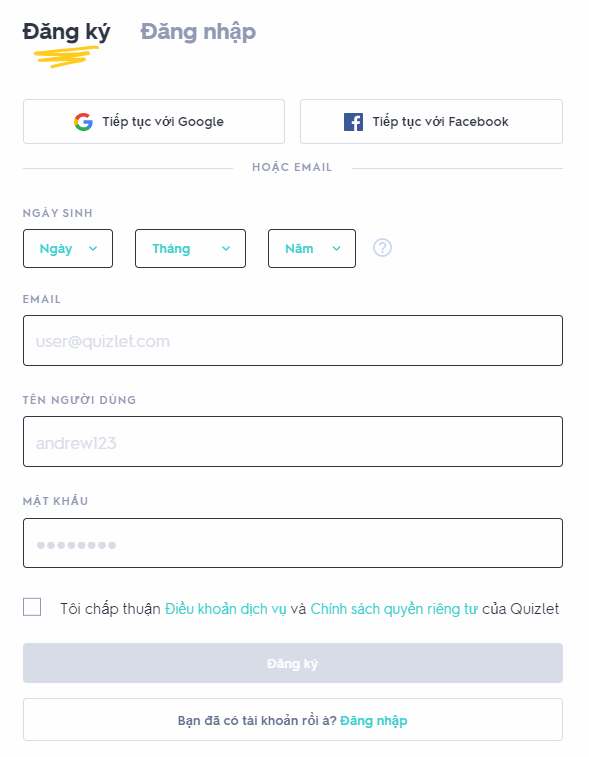 Đăng ký Đăng nhập
Tiếp tục với Google Tiếp tục với Facebook
HOẶC EMAIL
NGÀY SINH
Ngày Tháng Năm ?
EMAIL
user@quizlet.com
TÊN NGƯỜI DÙNG
andrew123
MẬT KHẨU
●●●●●●●●
Tôi chấp thuận Điều khoản dịch vụ và Chính sách quyền riêng tư của Quizlet
Đăng ký
Bạn đã có tài khoản rồi à? Đăng nhập